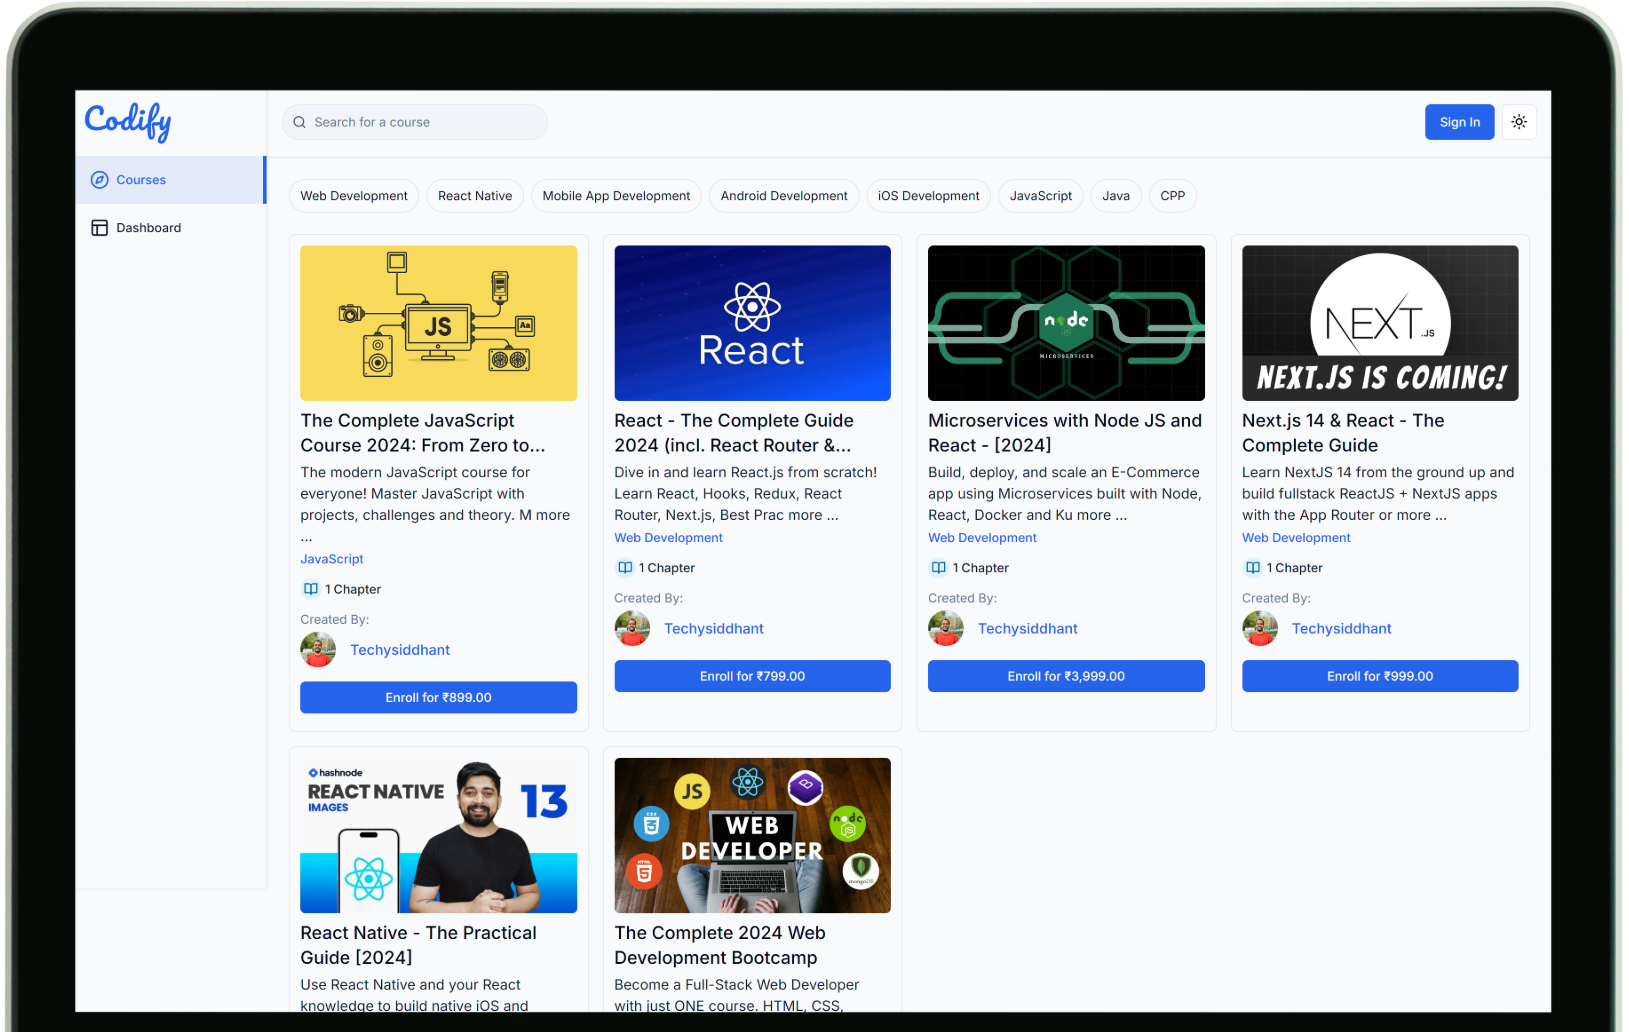 Codify
Search for a course
Sign In
Courses
Dashboard
Web Development
React Native
Mobile App Development
Android Development
iOS Development
JavaScript
Java
CPP
JS
Aa
The Complete JavaScript
Course 2024: From Zero to...
The modern JavaScript course for
everyone! Master JavaScript with
projects, challenges and theory. M more
...
JavaScript
1 Chapter
Created By:
Techysiddhant
Enroll for ₹899.00
React
React - The Complete Guide
2024 (incl. React Router &...
Dive in and learn React.js from scratch!
Learn React, Hooks, Redux, React
Router, Next.js, Best Prac more ...
Web Development
1 Chapter
Created By:
Techysiddhant
Enroll for ₹799.00
node
MICROSERVICES
Microservices with Node JS and
React - [2024]
Build, deploy, and scale an E-Commerce
app using Microservices built with Node,
React, Docker and Ku more ...
Web Development
1 Chapter
Created By:
Techysiddhant
Enroll for ₹3,999.00
NEXT.JS
NEXT.JS IS COMING!
Next.js 14 & React - The
Complete Guide
Learn NextJS 14 from the ground up and
build fullstack ReactJS + NextJS apps
with the App Router or more ...
Web Development
1 Chapter
Created By:
Techysiddhant
Enroll for ₹999.00
hashnode
REACT NATIVE
IMAGES
13
React Native - The Practical
Guide [2024]
Use React Native and your React
knowledge to build native iOS and
JS
CSS
3
node
JS
HTML
5
mongoDB
WEB
DEVELOPER
The Complete 2024 Web
Development Bootcamp
Become a Full-Stack Web Developer
with just ONE course. HTML, CSS,